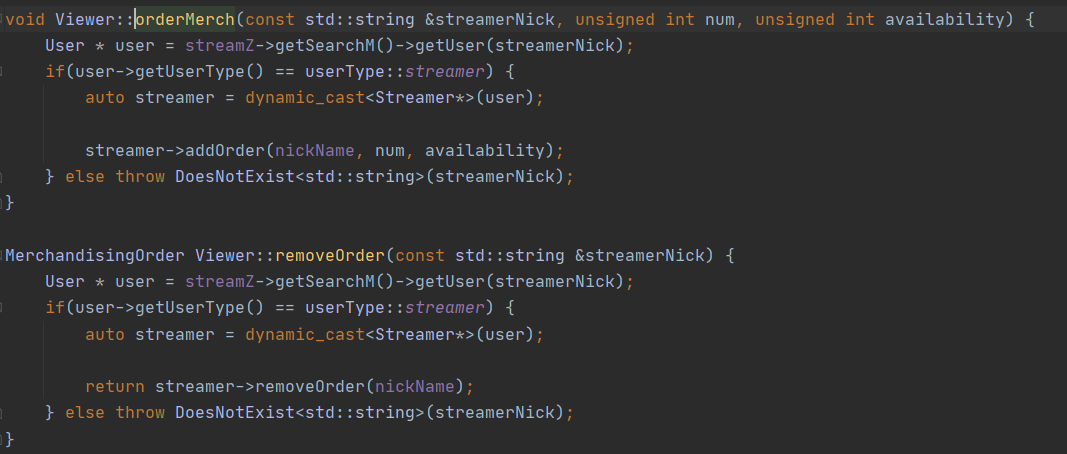 void Viewer::orderMerch(const std::string &streamerNick, unsigned int num, unsigned int availability) {
    User * user = streamZ->getSearchM()->getUser(streamerNick);
    if(user->getUserType() == userType::streamer) {
        auto streamer = dynamic_cast<Streamer*>(user);

        streamer->addOrder(nickName, num, availability);
    } else throw DoesNotExist<std::string>(streamerNick);
}

MerchandisingOrder Viewer::removeOrder(const std::string &streamerNick) {
    User * user = streamZ->getSearchM()->getUser(streamerNick);
    if(user->getUserType() == userType::streamer) {
        auto streamer = dynamic_cast<Streamer*>(user);

        return streamer->removeOrder(nickName);
    } else throw DoesNotExist<std::string>(streamerNick);
}